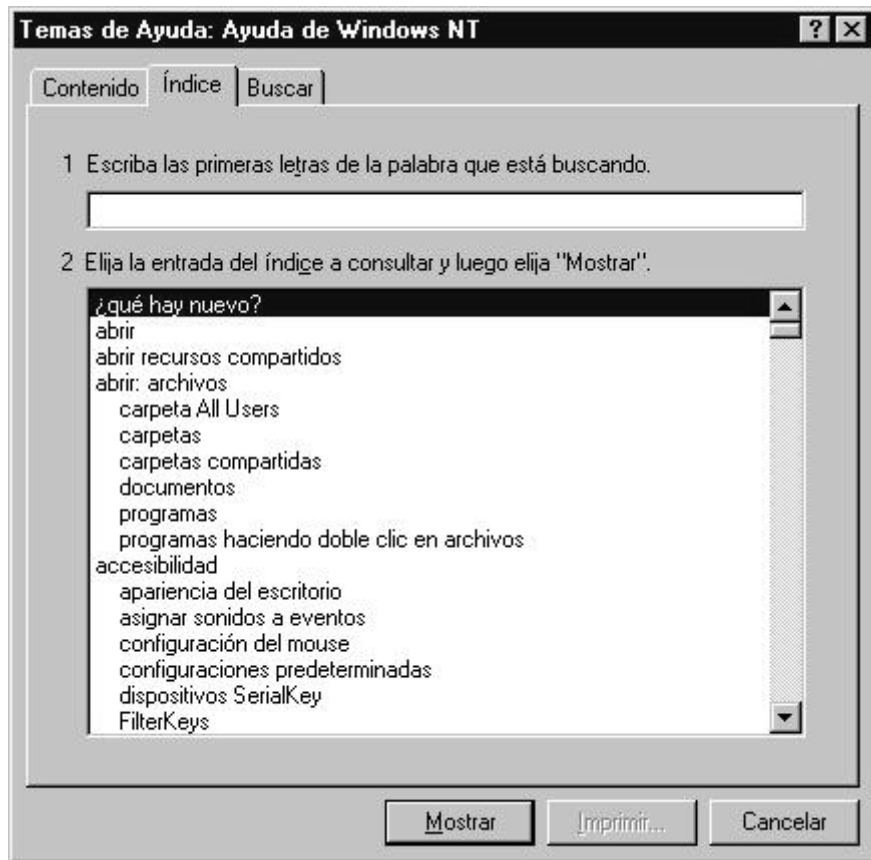 Temas de Ayuda: Ayuda de Windows NT
Contenido Índice Buscar
1 Escriba las primeras letras de la palabra que está buscando.
2 Elija la entrada del índice a consultar y luego elija "Mostrar".
¿qué hay nuevo?
abrir
abrir recursos compartidos
abrir: archivos
carpeta All Users
carpetas
carpetas compartidas
documentos
programas
programas haciendo doble clic en archivos
accesibilidad
apariencia del escritorio
asignar sonidos a eventos
configuración del mouse
configuraciones predeterminadas
dispositivos SerialKey
FilterKeys
Mostrar Imprimir... Cancelar